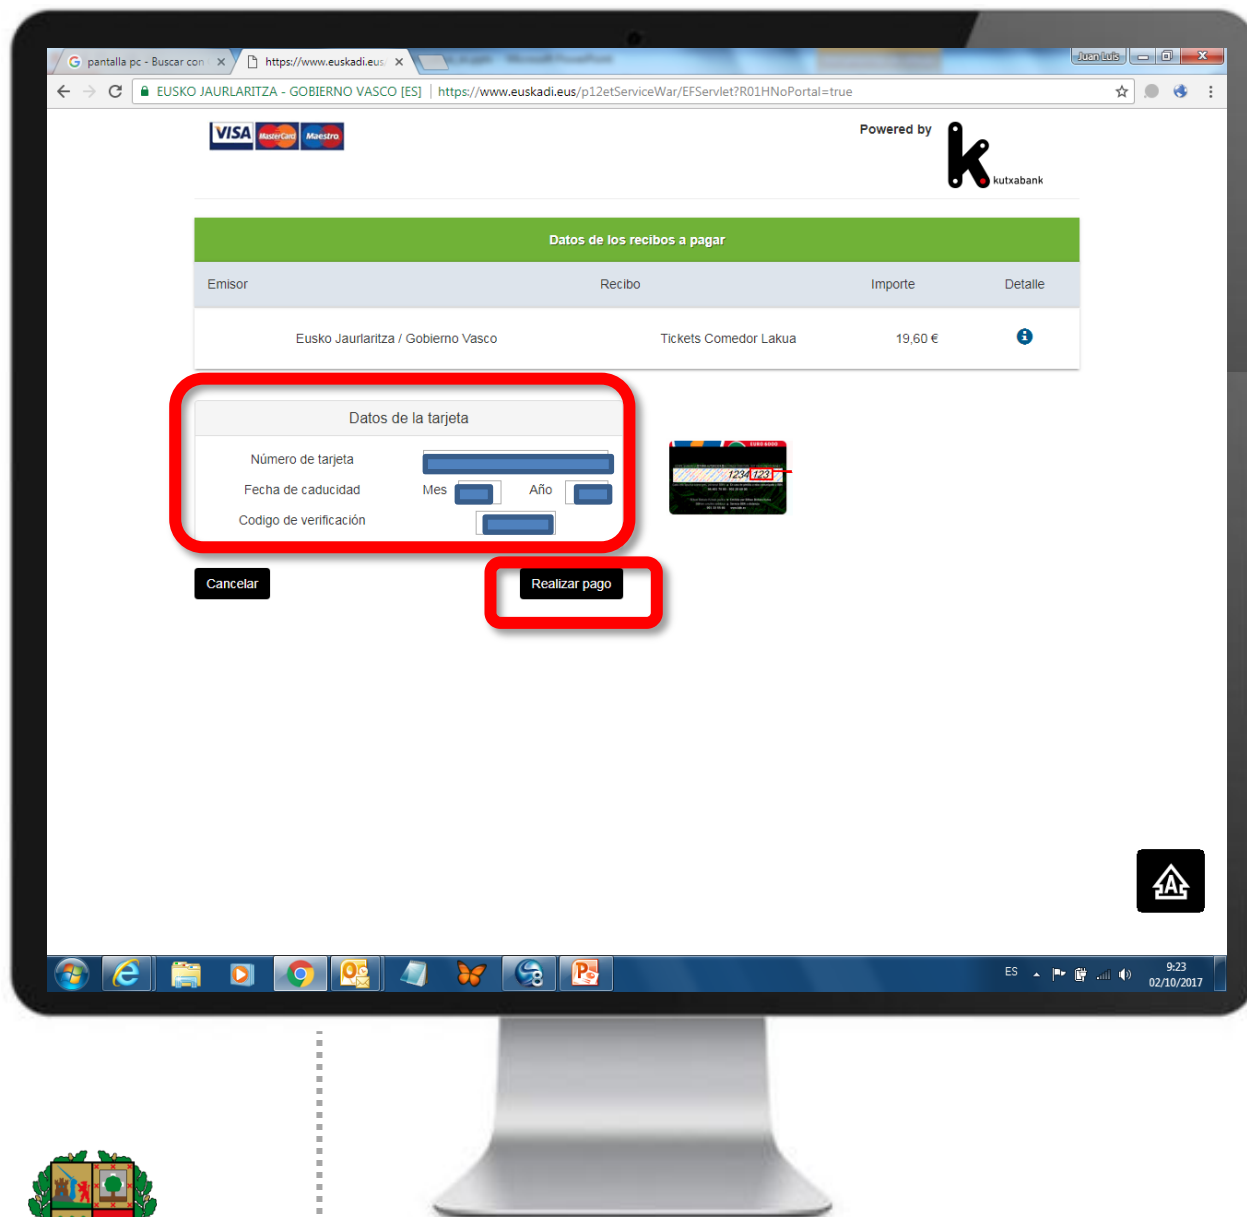 pantalla pc - Buscar con
https://www.euskadi.eus/
Juan Luis
EUSKO JAURLARITZA - GOBIERNO VASCO [ES] | https://www.euskadi.eus/p12etServiceWar/EFServlet?R01HNoPortal=true
VISA MasterCard Maestro
Powered by
k.
kutxabank
Datos de los recibos a pagar
Emisor Recibo Importe Detalle
Eusko Jaurlaritza / Gobierno Vasco Tickets Comedor Lakua 19,60 €
Datos de la tarjeta
Número de tarjeta
Fecha de caducidad Mes Año
Codigo de verificación
EURO 6000
1234 123
Cancelar Realizar pago
A
ES 9:23
02/10/2017